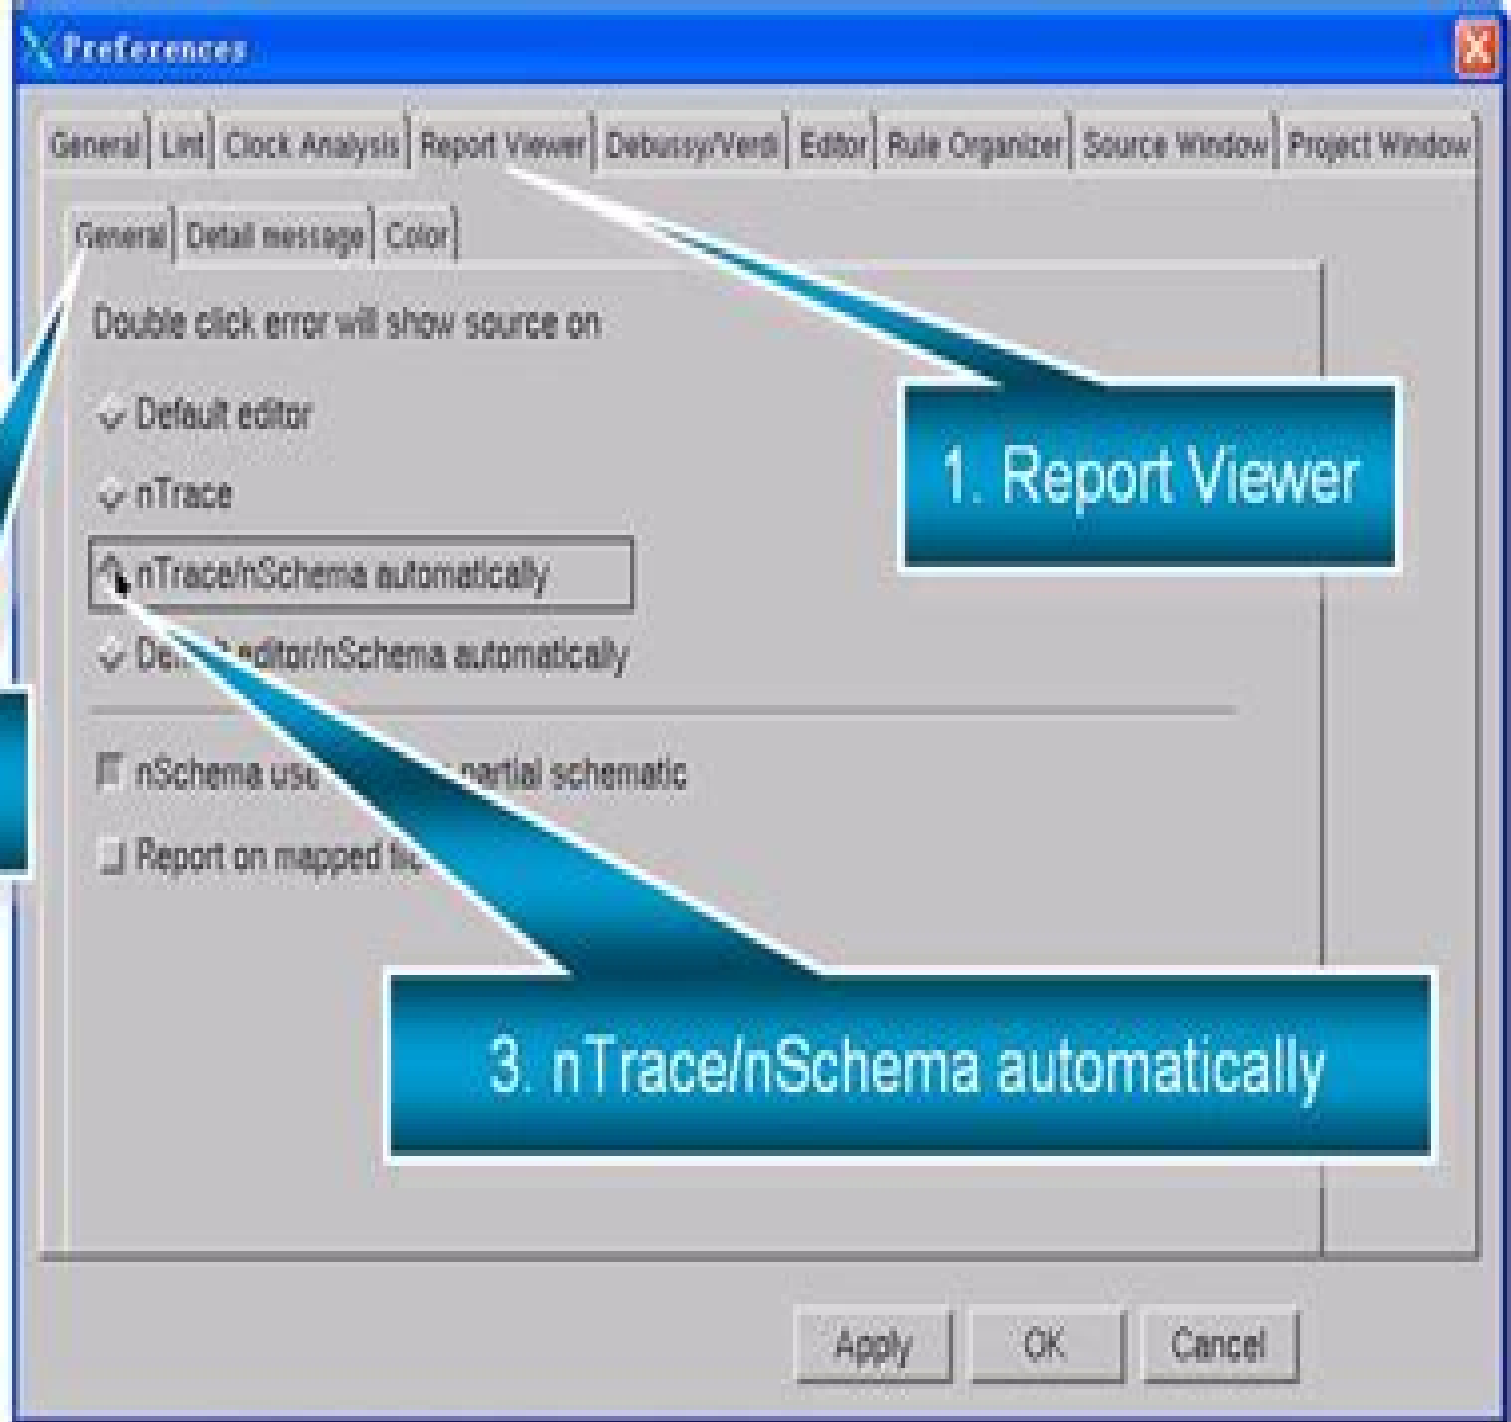 Preferences
General Lint Clock Analysis Report Viewer Debussy/Verdi Editor Rule Organizer Source Window Project Window
General Detail message Color
Double click error will show source on
Default editor
nTrace
nTrace/nSchema automatically
editor/nSchema automatically
nSchema partial schematic
Report on mapped
1. Report Viewer
3. nTrace/nSchema automatically
Apply OK Cancel